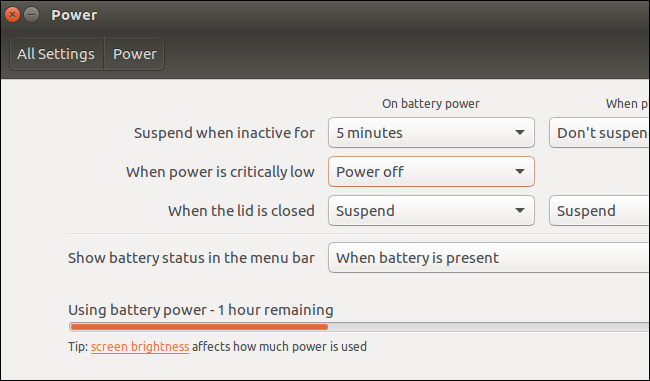 Power
All Settings Power
On battery power When p
Suspend when inactive for 5 minutes Don't suspen
When power is critically low Power off
When the lid is closed Suspend Suspend
Show battery status in the menu bar When battery is present
Using battery power - 1 hour remaining
Tip: screen brightness affects how much power is used